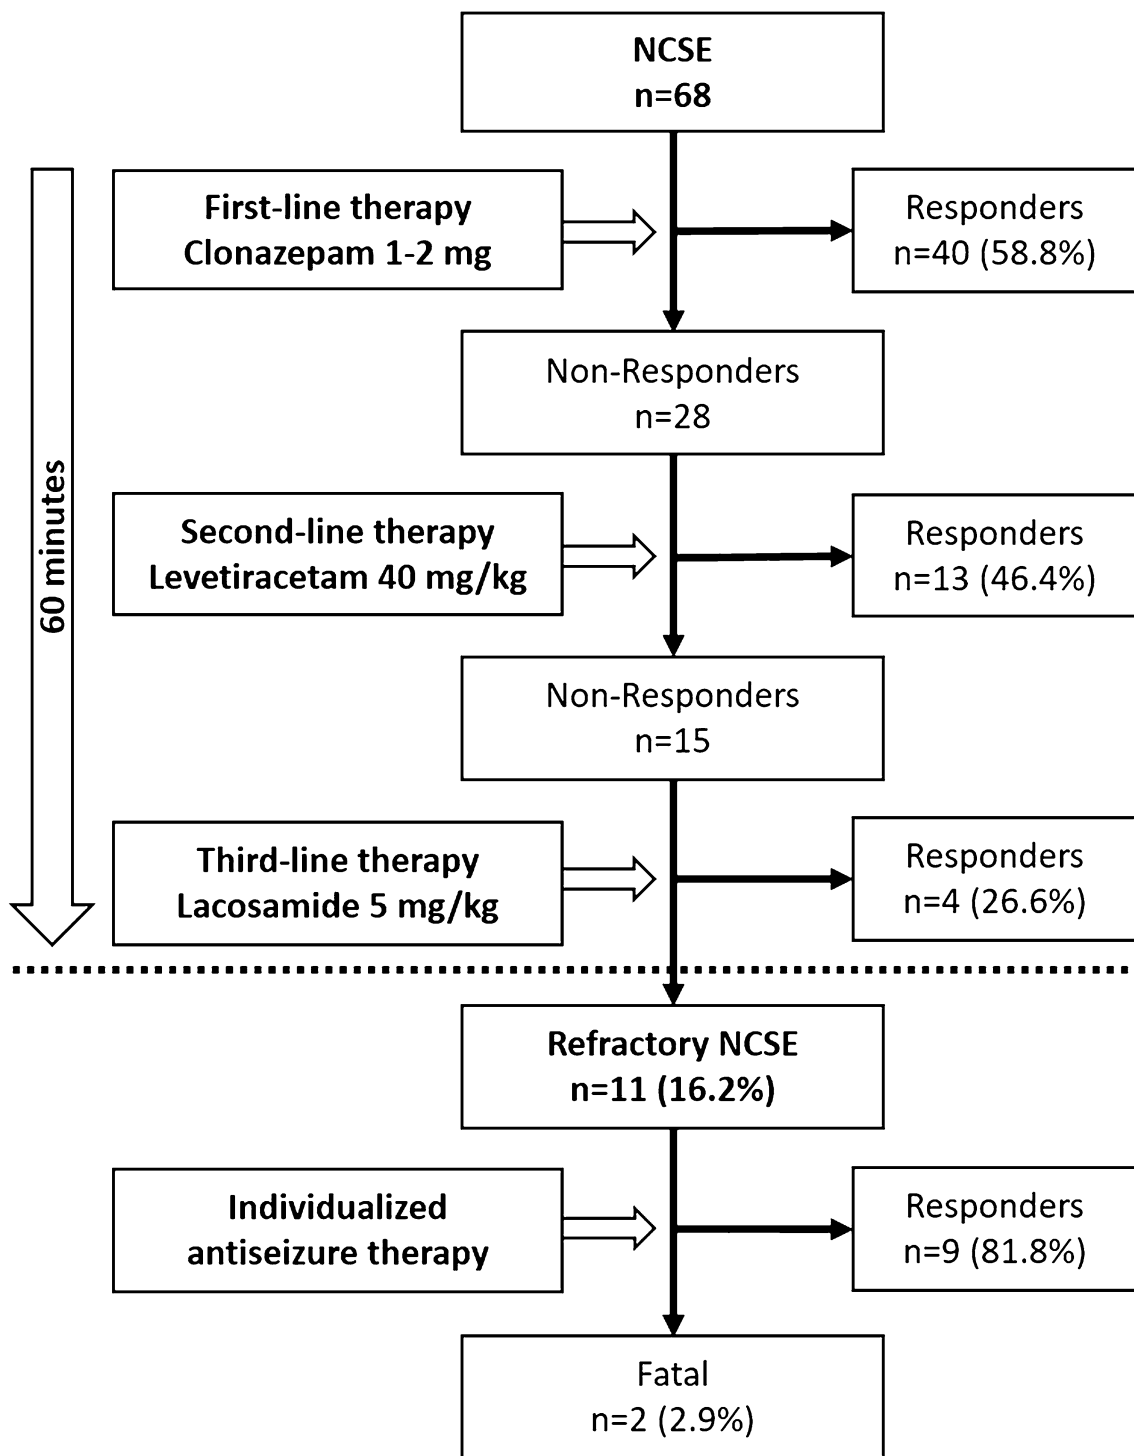 NCSE
n=68
First-line therapy
Clonazepam 1-2 mg
Responders
n=40 (58.8%)
Non-Responders
n=28
60 minutes
Second-line therapy
Levetiracetam 40 mg/kg
Responders
n=13 (46.4%)
Non-Responders
n=15
Third-line therapy
Lacosamide 5 mg/kg
Responders
n=4 (26.6%)
Refractory NCSE
n=11 (16.2%)
Individualized
antiseizure therapy
Responders
n=9 (81.8%)
Fatal
n=2 (2.9%)